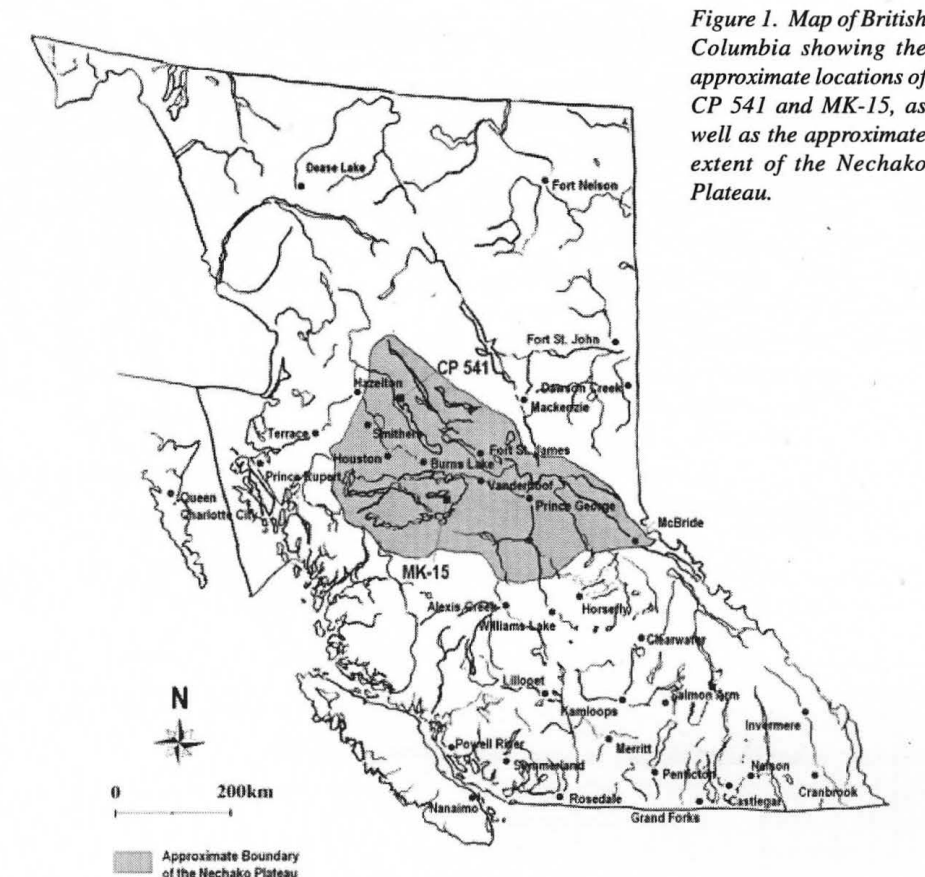 Figure 1. Map of British
Columbia showing the
approximate locations of
CP 541 and MK-15, as
well as the approximate
extent of the Nechako
Plateau.
Dease Lake
Fort Nelson
Fort St. John
CP 541
Hazelton
Dawson Creek
Mackenzie
Terrace
Smithers
Fort St. James
Houston
Burns Lake
Prince Rupert
Vanderhoof
Queen
Charlotte City
Prince George
McBride
MK-15
Alexis Creek
Horsefly
Williams Lake
Clearwater
Lillooet
N
Kamloops
Salmon Arm
Invermere
Powell River
Merritt
Summerland
Penticton
Nelson
0
200km
Nanaimo
Rosedale
Castlegar
Cranbrook
Grand Forks
Approximate Boundary
of the Nechako Plateau